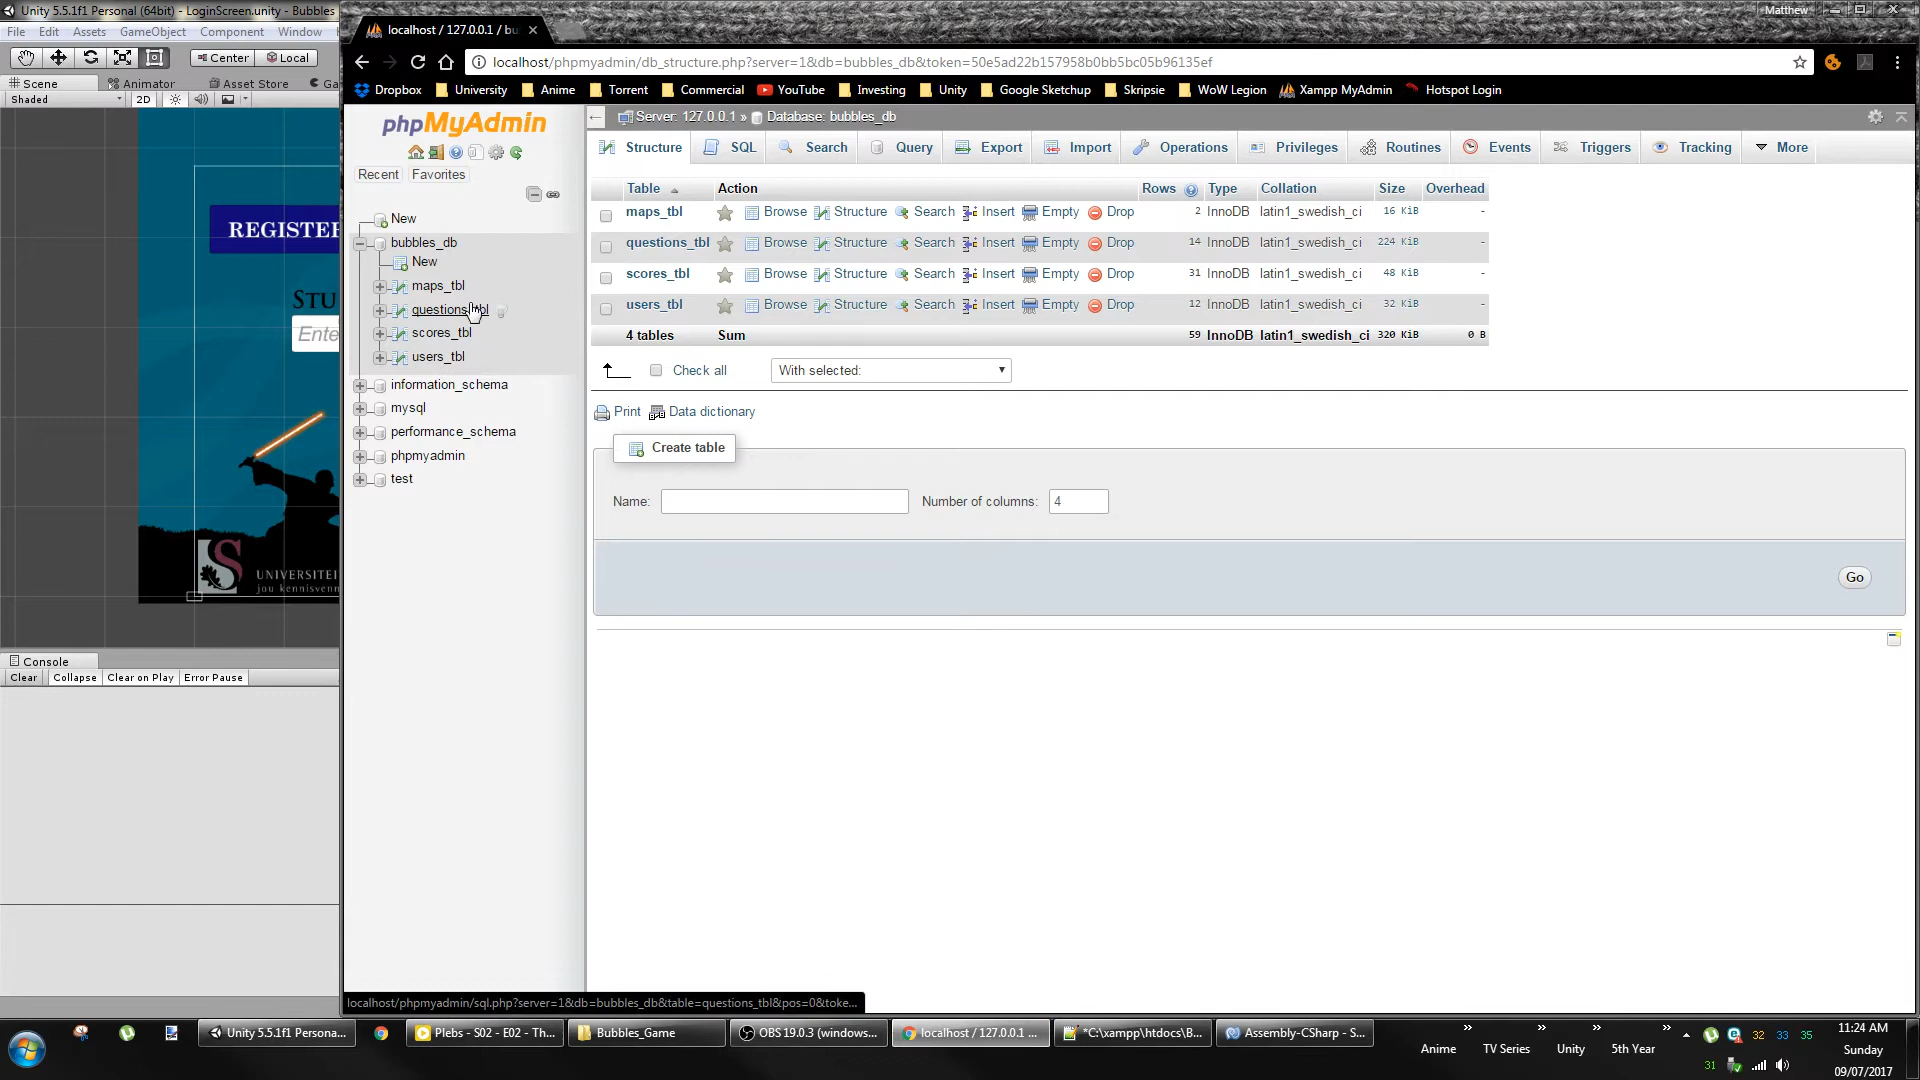 Unity 5.5.1f1 Personal (64bit) - LoginScreen.unity - Bubbles
File Edit Assets GameObject Component Window
Center Local
Scene Animator Asset Store Ga
Shaded 2D
REGISTER
STU
Ente
UNIVERSITEI
jou kennisvenn
Console
Clear Collapse Clear on Play Error Pause
Matthew
localhost / 127.0.0.1 / bu
localhost/phpmyadmin/db_structure.php?server=1&db=bubbles_db&token=50e5ad22b157958b0bb5bc05b96135ef
Dropbox University Anime Torrent Commercial YouTube Investing Unity Google Sketchup Skripsie WoW Legion Xampp MyAdmin Hotspot Login
phpMyAdmin
Recent Favorites
New
bubbles_db
New
maps_tbl
questions_tbl
scores_tbl
users_tbl
information_schema
mysql
performance_schema
phpmyadmin
test
Server: 127.0.0.1 » Database: bubbles_db
Structure SQL Search Query Export Import Operations Privileges Routines Events Triggers Tracking More
Table Action Rows Type Collation Size Overhead
maps_tbl Browse Structure Search Insert Empty Drop 2 InnoDB latin1_swedish_ci 16 KiB -
questions_tbl Browse Structure Search Insert Empty Drop 14 InnoDB latin1_swedish_ci 224 KiB -
scores_tbl Browse Structure Search Insert Empty Drop 31 InnoDB latin1_swedish_ci 48 KiB -
users_tbl Browse Structure Search Insert Empty Drop 12 InnoDB latin1_swedish_ci 32 KiB -
4 tables Sum 59 InnoDB latin1_swedish_ci 320 KiB 0 B
Check all With selected:
Print Data dictionary
Create table
Name: Number of columns: 4
Go
localhost/phpmyadmin/sql.php?server=1&db=bubbles_db&table=questions_tbl&pos=0&toke...
Unity 5.5.1f1 Persona... Plebs - S02 - E02 - Th... Bubbles_Game OBS 19.0.3 (windows... localhost / 127.0.0.1 ... *C:\xampp\htdocs\B... Assembly-CSharp - S...
Anime » TV Series » Unity » 5th Year »
32 33 35
31
11:24 AM
Sunday
09/07/2017